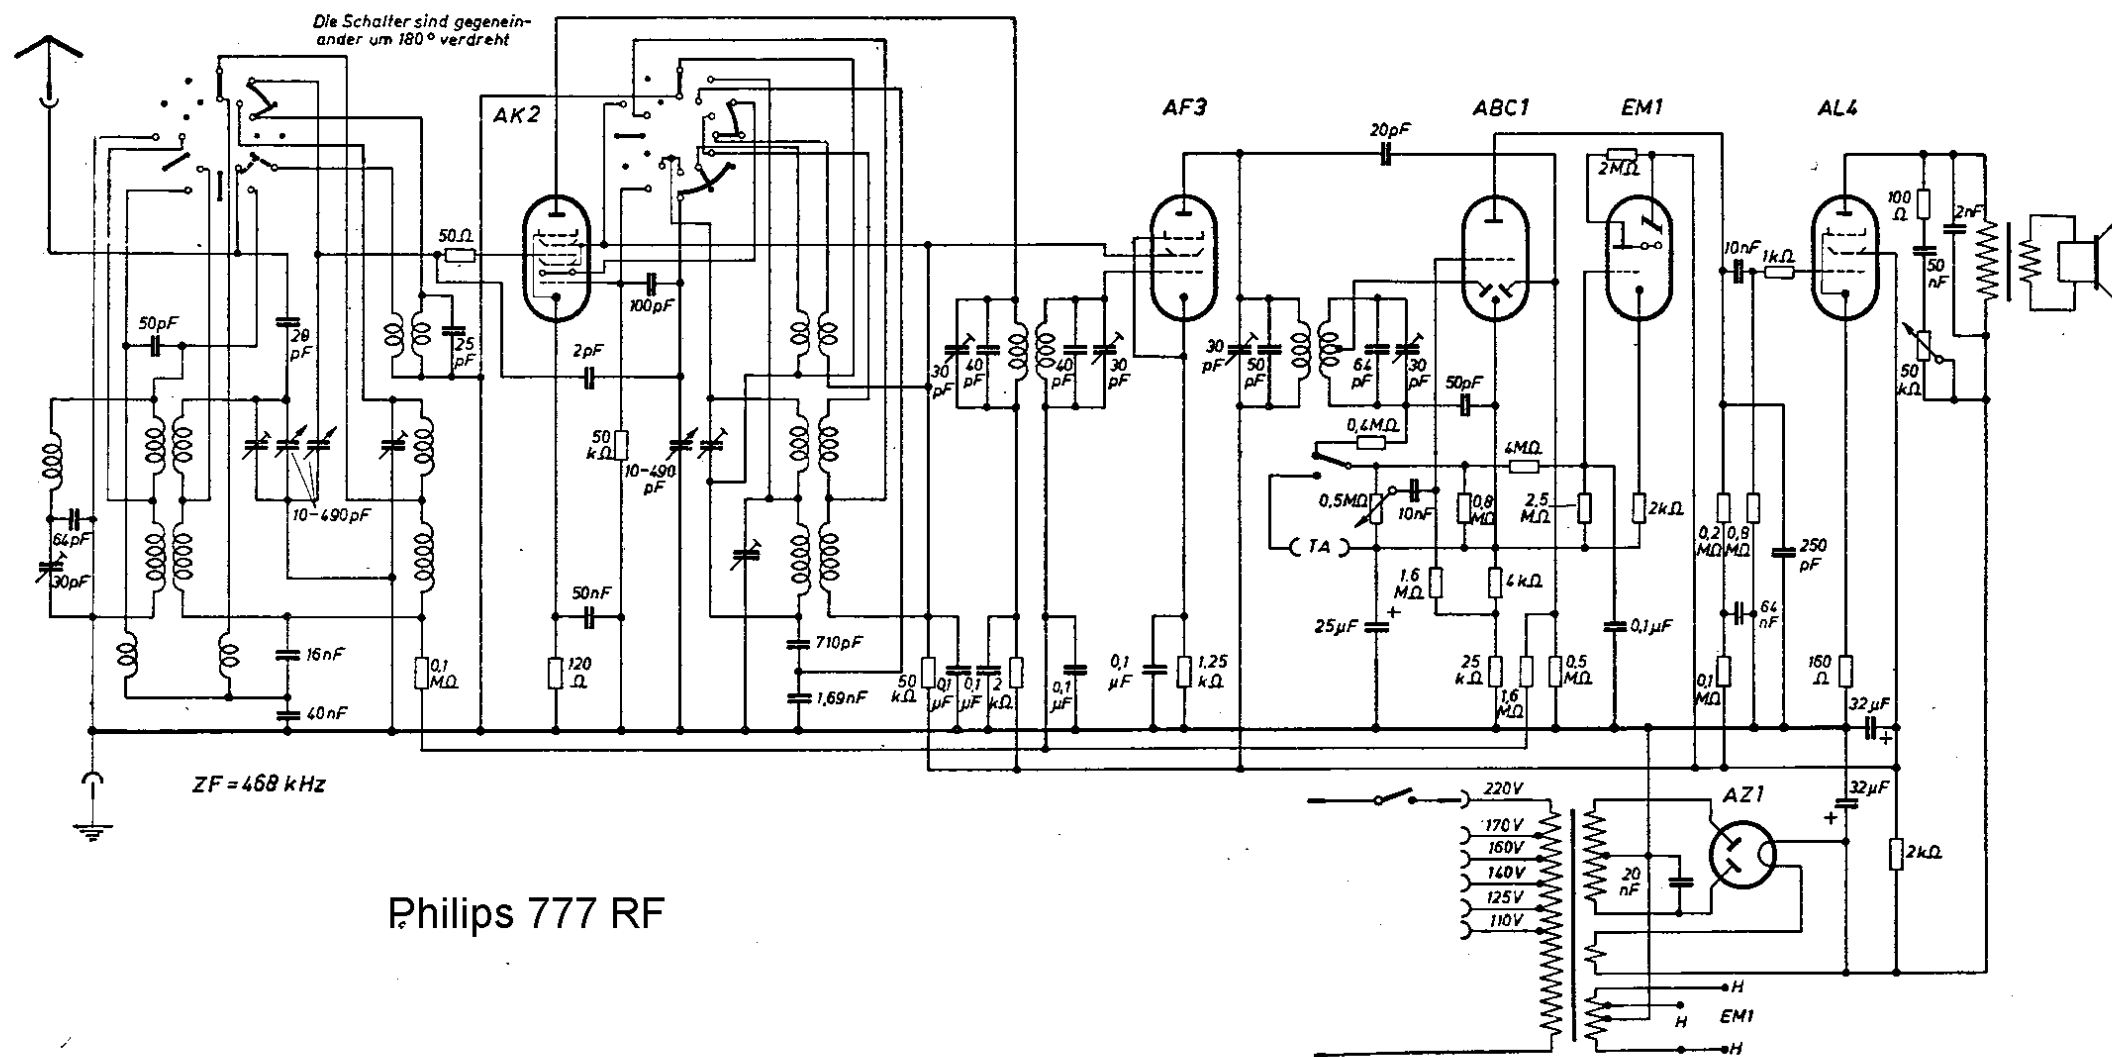 Die Schalter sind gegenein-
ander um 180° verdreht
AK2
AF3
ABC1
EM1
AL4
20pF
2MΩ
100
Ω
2nF
50Ω
10nF
1kΩ
50
nF
100pF
50pF
28
pF
25
pF
2pF
30
pF
40
pF
40
pF
30
pF
30
pF
50
pF
64
pF
30
pF
50pF
50
kΩ
0,4MΩ
50
kΩ
10-490
pF
4MΩ
10-490pF
0,5MΩ
10nF
0,8
MΩ
2,5
MΩ
2kΩ
0,2
MΩ
0,8
MΩ
250
pF
64pF
30pF
TA
1,6
MΩ
4kΩ
50nF
64
nF
25µF
+
0,1µF
16nF
0,1
MΩ
120
Ω
710pF
50
kΩ
0,1
µF
0,1
µF
2
kΩ
0,1
µF
0,1
µF
1,25
kΩ
25
kΩ
1,6
MΩ
0,5
MΩ
0,1
MΩ
160
Ω
40nF
1,69nF
32µF
+
ZF = 468 kHz
220V
AZ1
32µF
+
170V
160V
140V
125V
110V
20
nF
2kΩ
Philips 777 RF
H
H
EM1
H